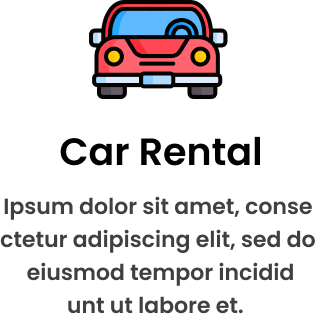 Car Rental
Ipsum dolor sit amet, conse
ctetur adipiscing elit, sed do
eiusmod tempor incidid
unt ut labore et.